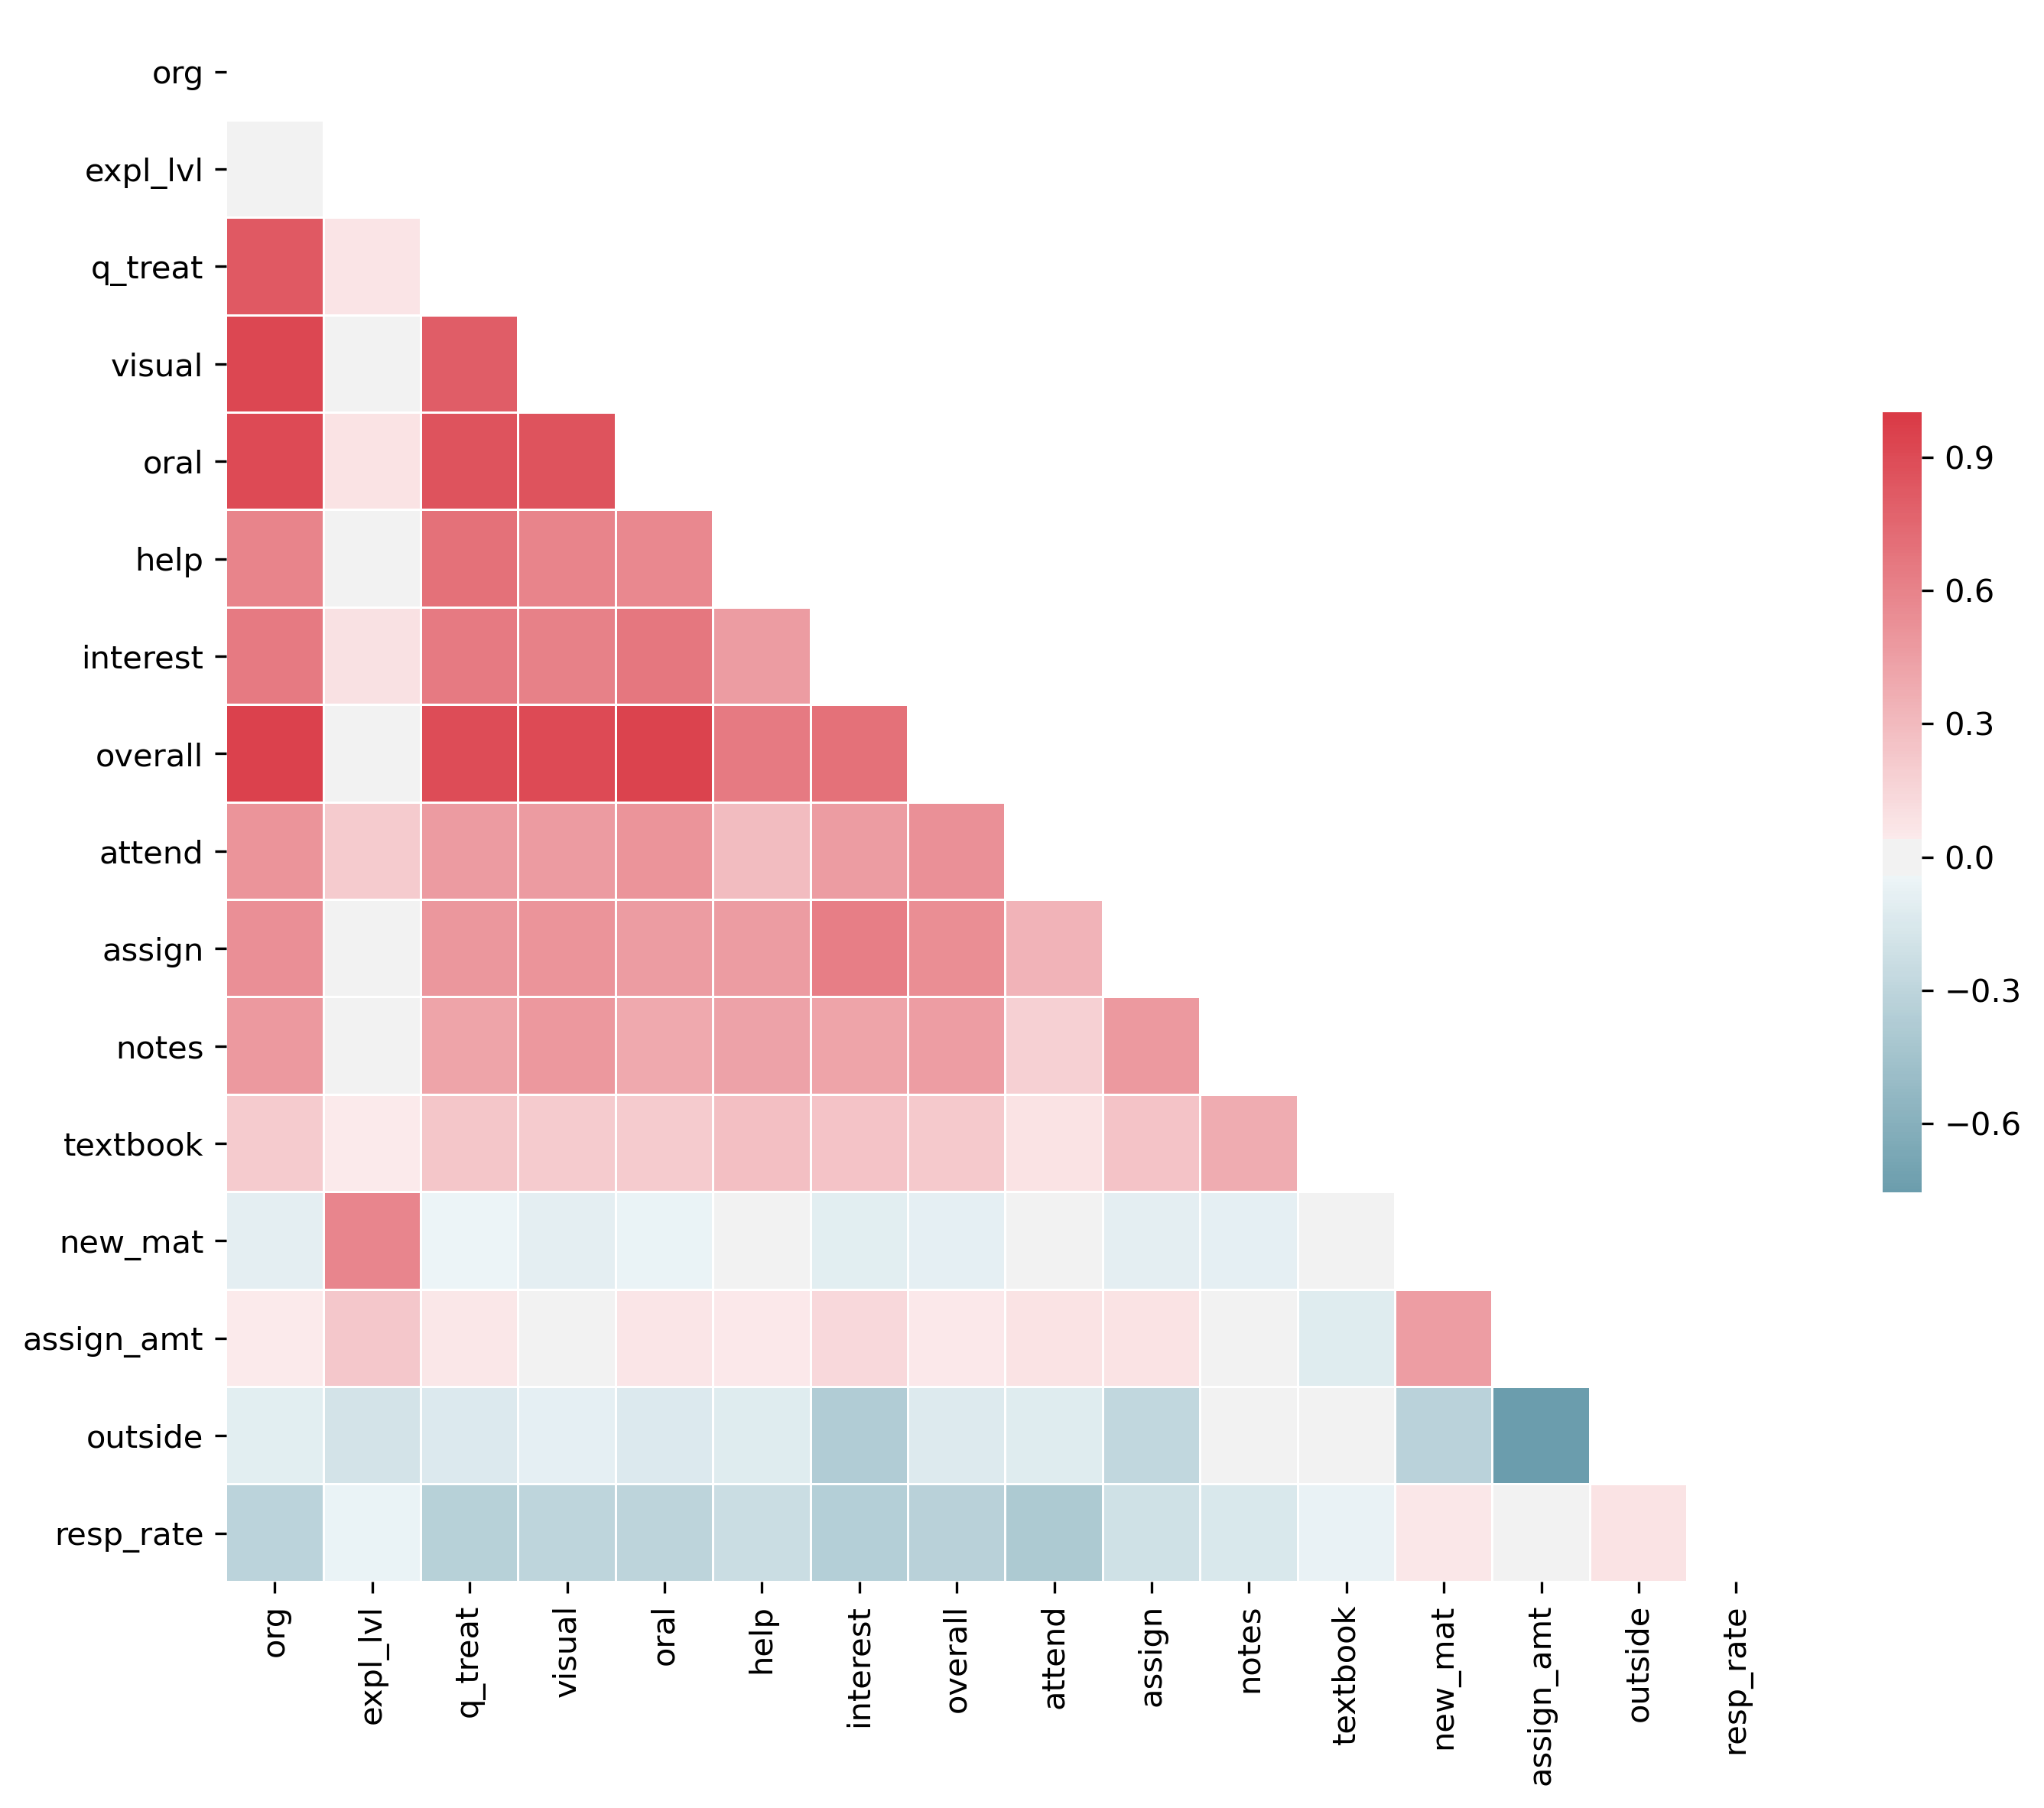 org
expl_lvl
q_treat
visual
oral
help
interest
overall
attend
assign
notes
textbook
new_mat
assign_amt
outside
resp_rate
org
expl_lvl
q_treat
visual
oral
help
interest
overall
attend
assign
notes
textbook
new_mat
assign_amt
outside
resp_rate
0.9
0.6
0.3
0.0
−0.3
−0.6